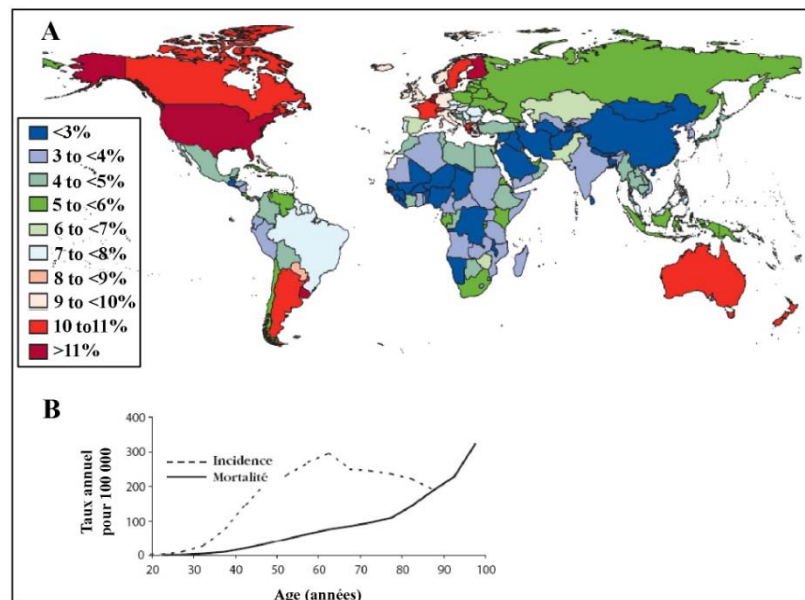 A
<3%
3 to <4%
4 to <5%
5 to <6%
6 to <7%
7 to <8%
8 to <9%
9 to <10%
10 to11%
>11%
B
Taux annuel
pour 100 000
400
300
200
100
0
Incidence
Mortalité
20 30 40 50 60 70 80 90 100
Age (années)